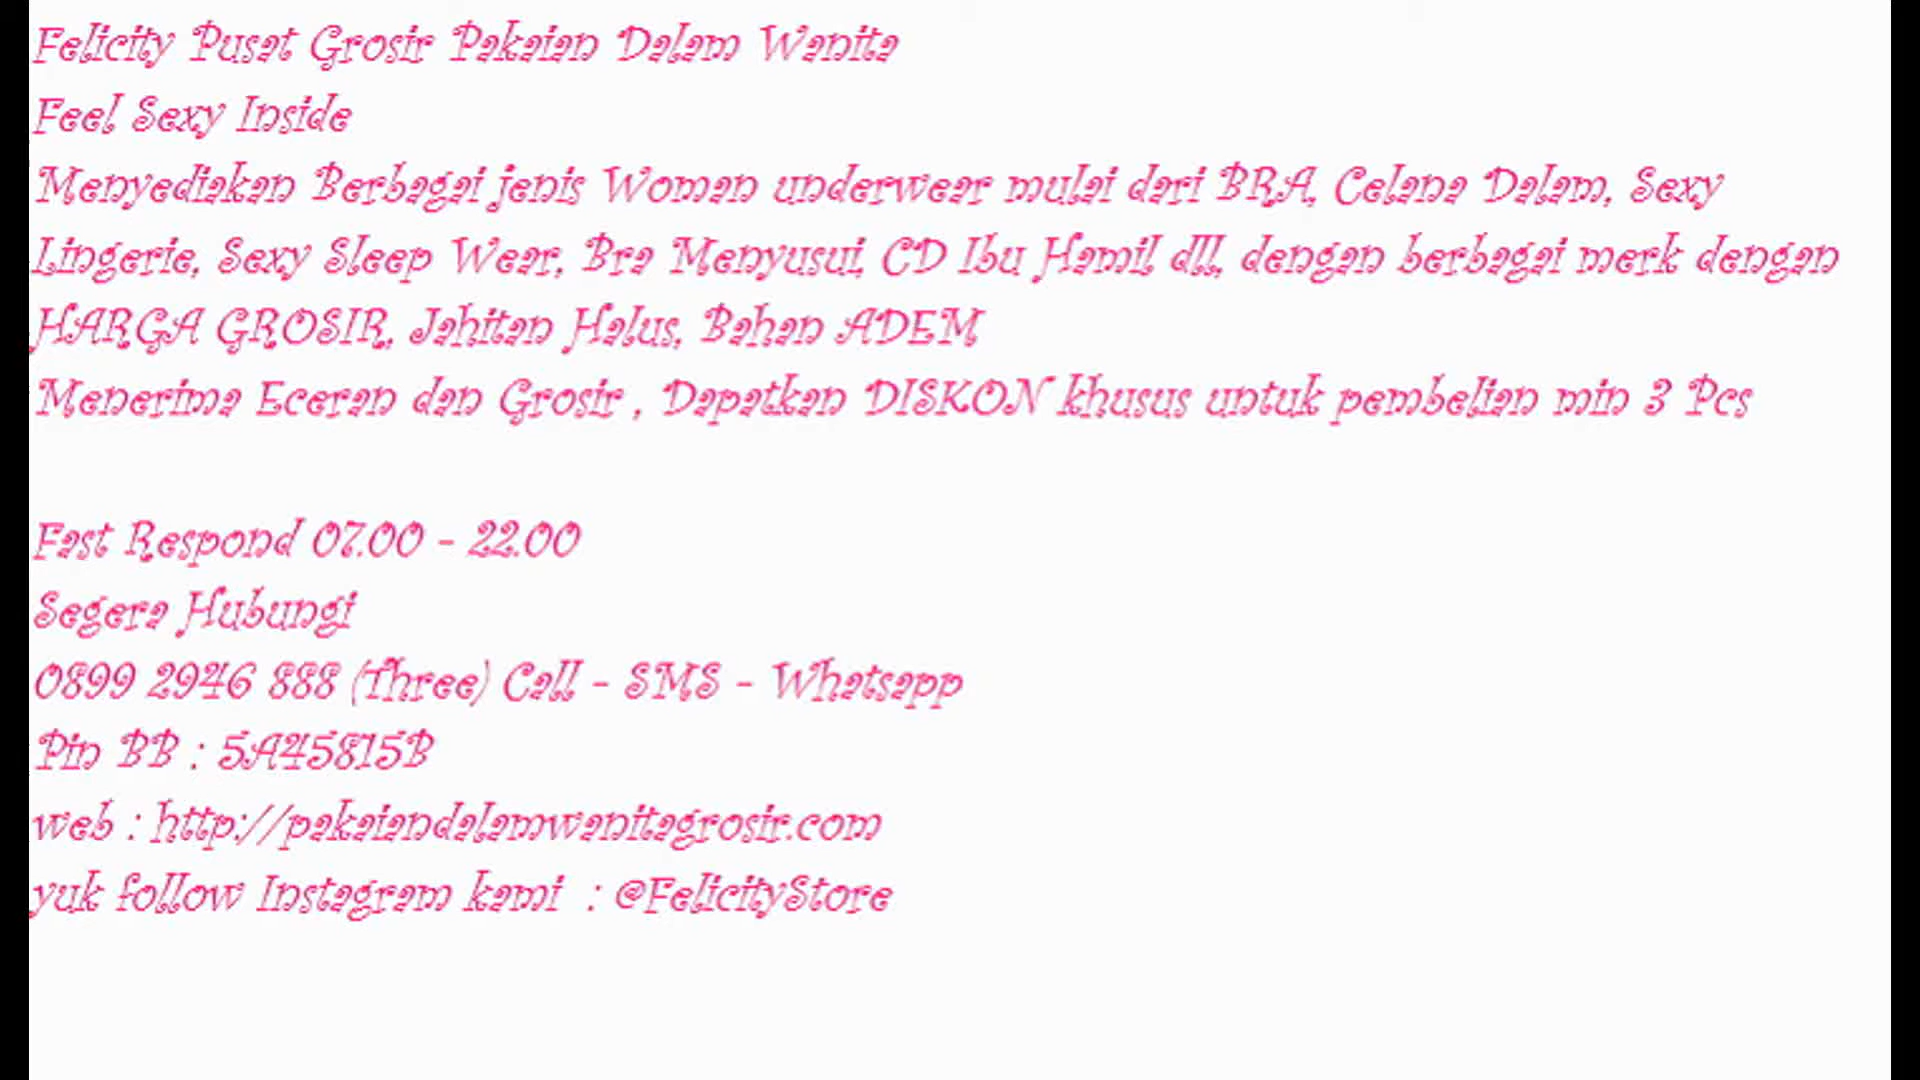 Felicity Pusat Grosir Pakaian Dalam Wanita
Feel Sexy Inside
Menyediakan Berbagai jenis Woman underwear mulai dari BRA, Celana Dalam, Sexy
Lingerie, Sexy Sleep Wear, Bra Menyusui, CD Ibu Hamil dll, dengan berbagai merk dengan
HARGA GROSIR, Jahitan Halus, Bahan ADEM
Menerima Eceran dan Grosir , Dapatkan DISKON khusus untuk pembelian min 3 Pcs
Fast Respond 07.00 - 22.00
Segera Hubungi
0899 2946 888 (Three) Call - SMS - Whatsapp
Pin BB : 5A45815B
web : http://pakaiandalamwanitagrosir.com
yuk follow Instagram kami  : @FelicityStore